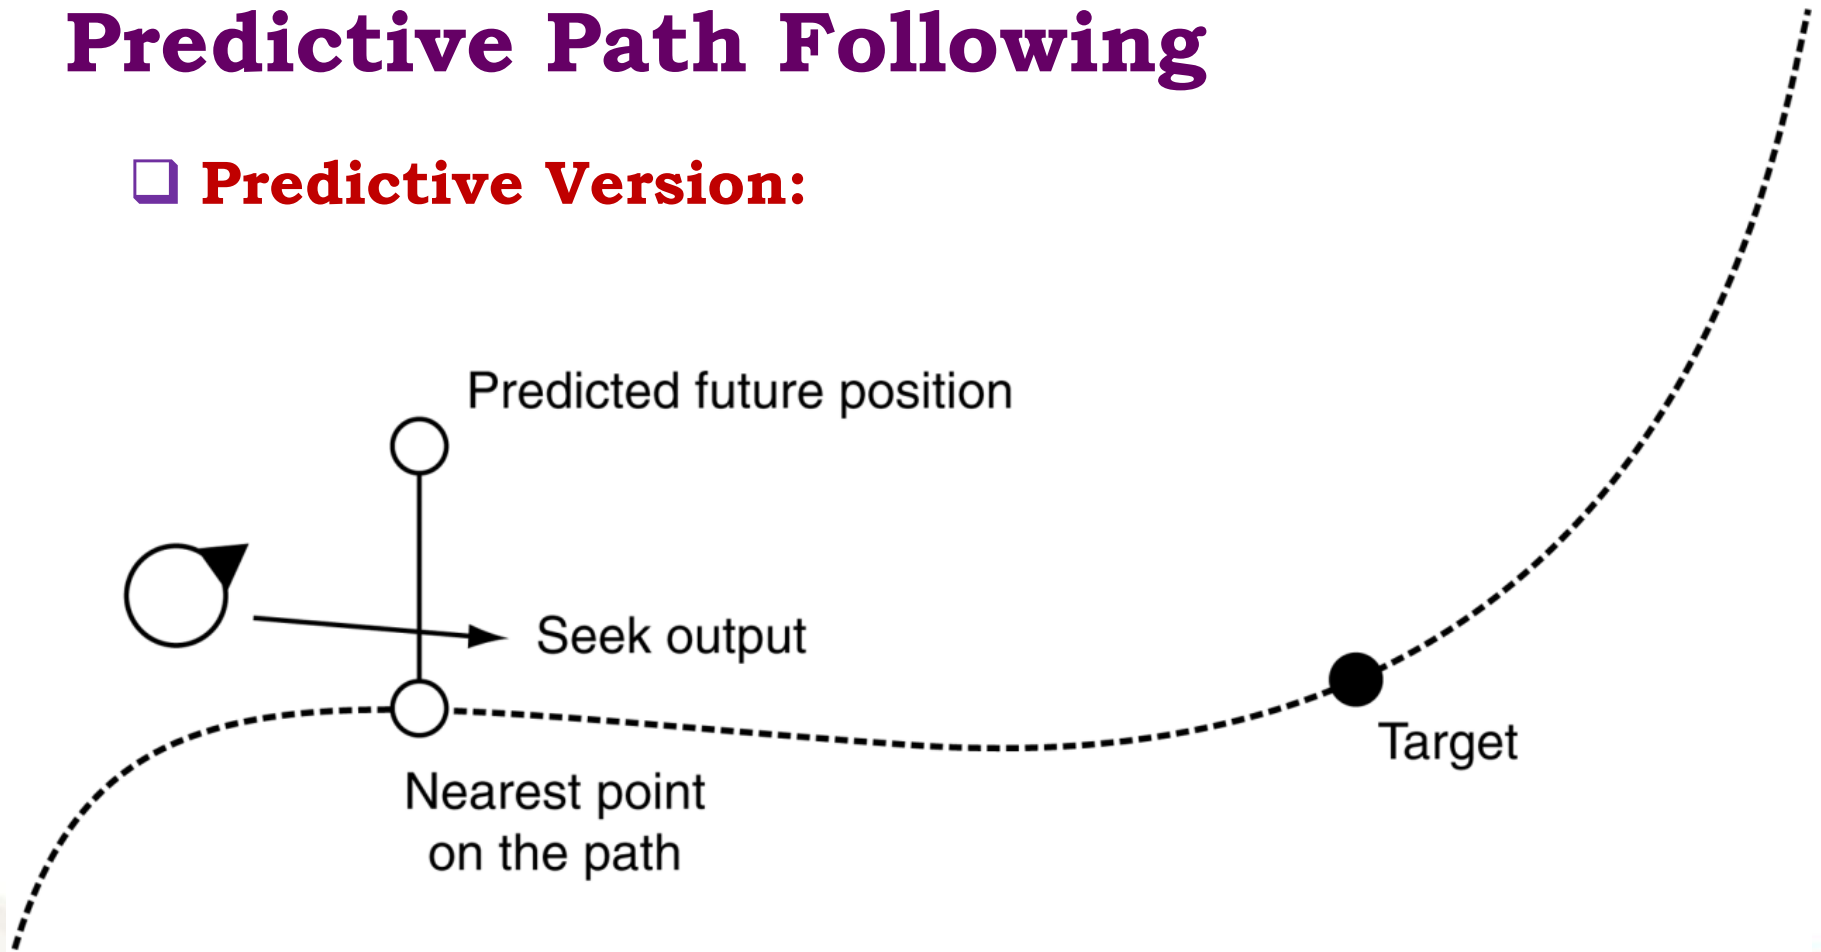 Predictive Path Following
Predictive Version:
Predicted future position
Seek output
Target
Nearest point
on the path